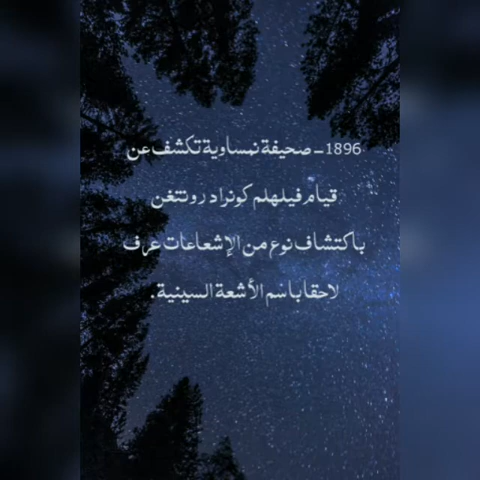 1896 – صحيفة نمساوية تكشف عن
قيام فيلهلم كونراد رونتغن
باكتشاف نوع من الإشعاعات عرف
لاحقا باسم الأشعة السينية.